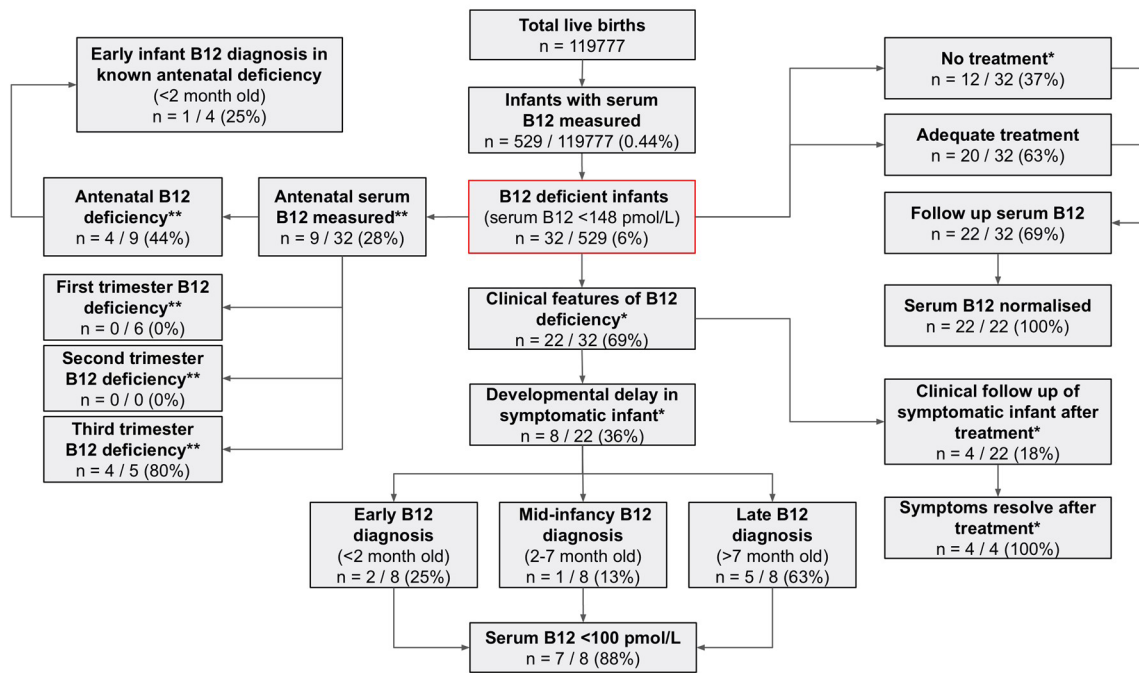 Total live births
n = 119777
Early infant B12 diagnosis in
known antenatal deficiency
(<2 month old)
n = 1 / 4 (25%)
No treatment*
n = 12 / 32 (37%)
Infants with serum
B12 measured
n = 529 / 119777 (0.44%)
Adequate treatment
n = 20 / 32 (63%)
Antenatal B12
deficiency**
n = 4 / 9 (44%)
Antenatal serum
B12 measured**
n = 9 / 32 (28%)
B12 deficient infants
(serum B12 <148 pmol/L)
n = 32 / 529 (6%)
Follow up serum B12
n = 22 / 32 (69%)
First trimester B12
deficiency**
n = 0 / 6 (0%)
Clinical features of B12
deficiency*
n = 22 / 32 (69%)
Serum B12 normalised
n = 22 / 22 (100%)
Second trimester
B12 deficiency**
n = 0 / 0 (0%)
Developmental delay in
symptomatic infant*
n = 8 / 22 (36%)
Clinical follow up of
symptomatic infant after
treatment*
n = 4 / 22 (18%)
Third trimester
B12 deficiency**
n = 4 / 5 (80%)
Early B12
diagnosis
(<2 month old)
n = 2 / 8 (25%)
Mid-infancy B12
diagnosis
(2-7 month old)
n = 1 / 8 (13%)
Late B12
diagnosis
(>7 month old)
n = 5 / 8 (63%)
Symptoms resolve after
treatment*
n = 4 / 4 (100%)
Serum B12 <100 pmol/L
n = 7 / 8 (88%)